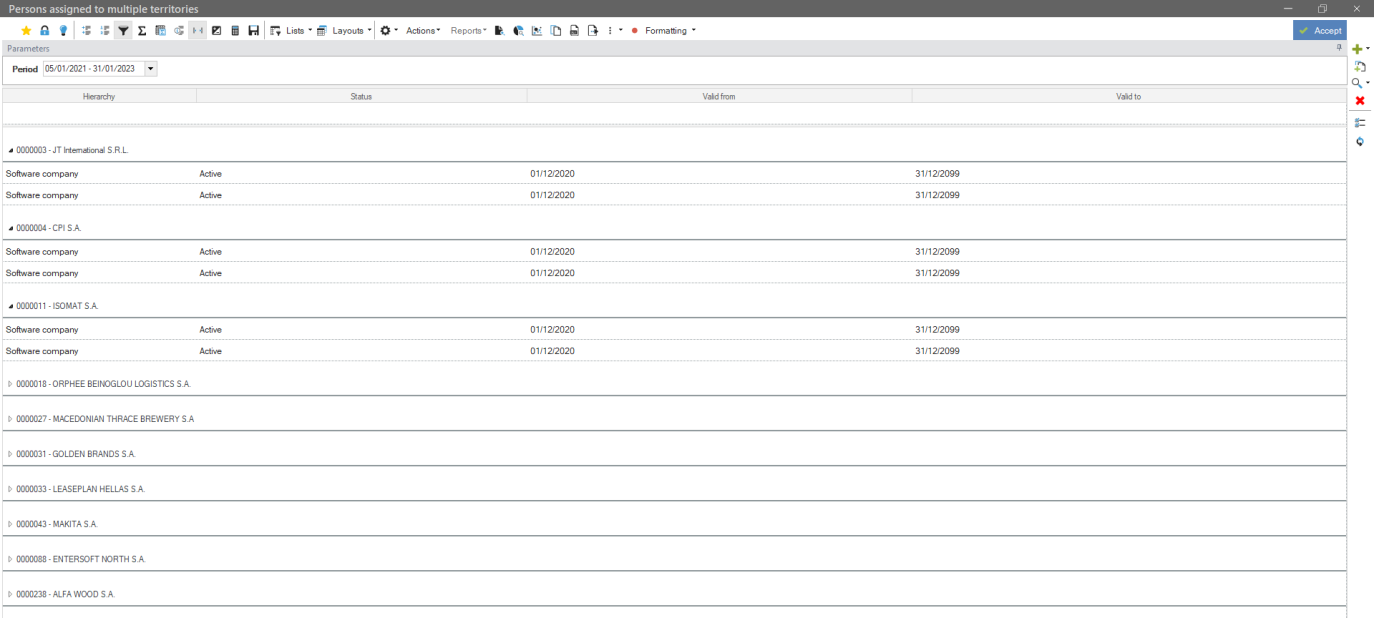 Persons assigned to multiple territories
Lists Layouts Actions Reports Formatting Accept
Parameters
Period 05/01/2021 - 31/01/2023
Hierarchy Status Valid from Valid to
0000003 - JT International S.R.L.
Software company Active 01/12/2020 31/12/2099
Software company Active 01/12/2020 31/12/2099
0000004 - CPI S.A.
Software company Active 01/12/2020 31/12/2099
Software company Active 01/12/2020 31/12/2099
0000011 - ISOMAT S.A.
Software company Active 01/12/2020 31/12/2099
Software company Active 01/12/2020 31/12/2099
0000018 - ORPHEE BEINOGLOU LOGISTICS S.A.
0000027 - MACEDONIAN THRACE BREWERY S.A
0000031 - GOLDEN BRANDS S.A.
0000033 - LEASEPLAN HELLAS S.A.
0000043 - MAKITA S.A.
0000088 - ENTERSOFT NORTH S.A.
0000238 - ALFA WOOD S.A.